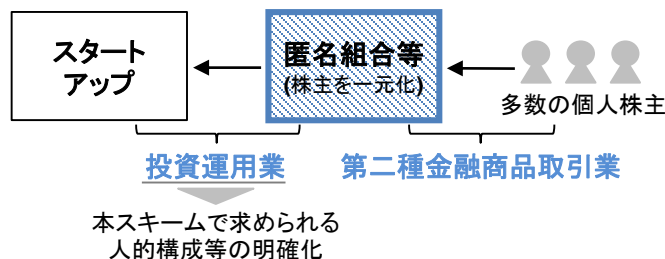 スタート
アップ
匿名組合等
(株主を一元化)
多数の個人株主
投資運用業
第二種金融商品取引業
本スキームで求められる
人的構成等の明確化